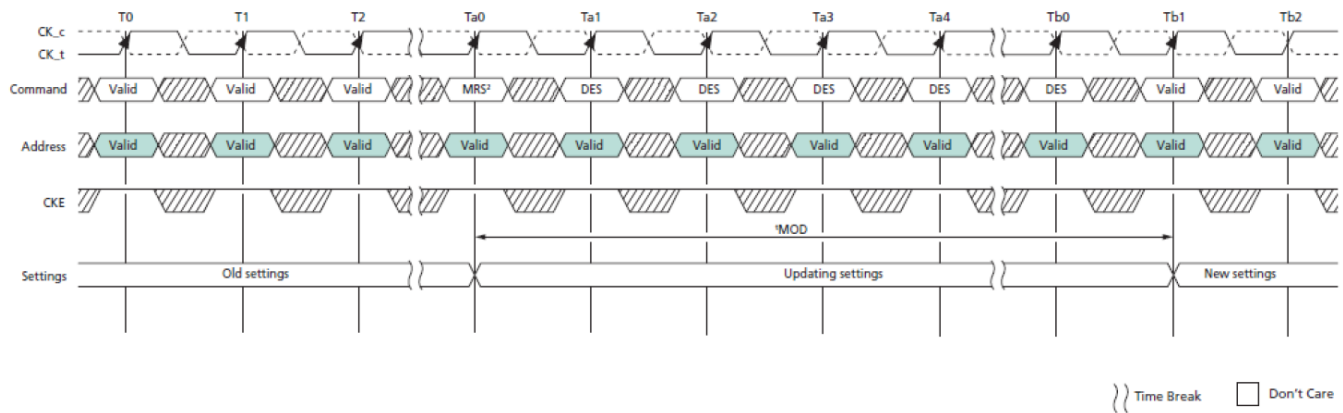 T0 T1 T2 Ta0 Ta1 Ta2 Ta3 Ta4 Tb0 Tb1 Tb2
CK_c
CK_t
Command Valid Valid Valid MRS² DES DES DES DES DES Valid Valid
Address Valid Valid Valid Valid Valid Valid Valid Valid Valid Valid Valid
CKE
ᵗMOD
Settings Old settings Updating settings New settings
Time Break Don't Care